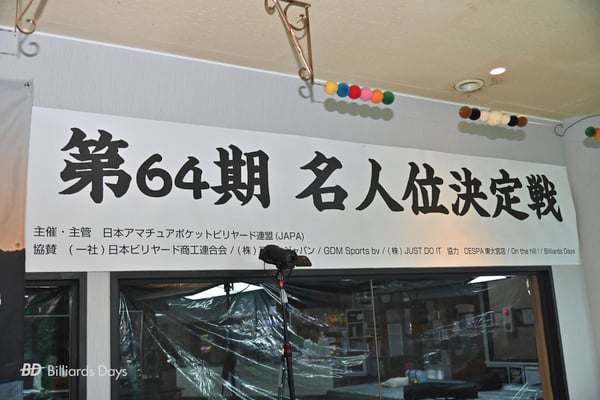 第64期 名人位決定戦
主催・主管 日本アマチュアポケットビリヤード連盟 (JAPA)
協賛 (一社)日本ビリヤード商工連合会 / (株) ジャパン / GDM Sports bv / (株) JUST DO IT 協力 CESPA 東大宮店 / On the hill ! / Billiards Days
BD Billiards Days